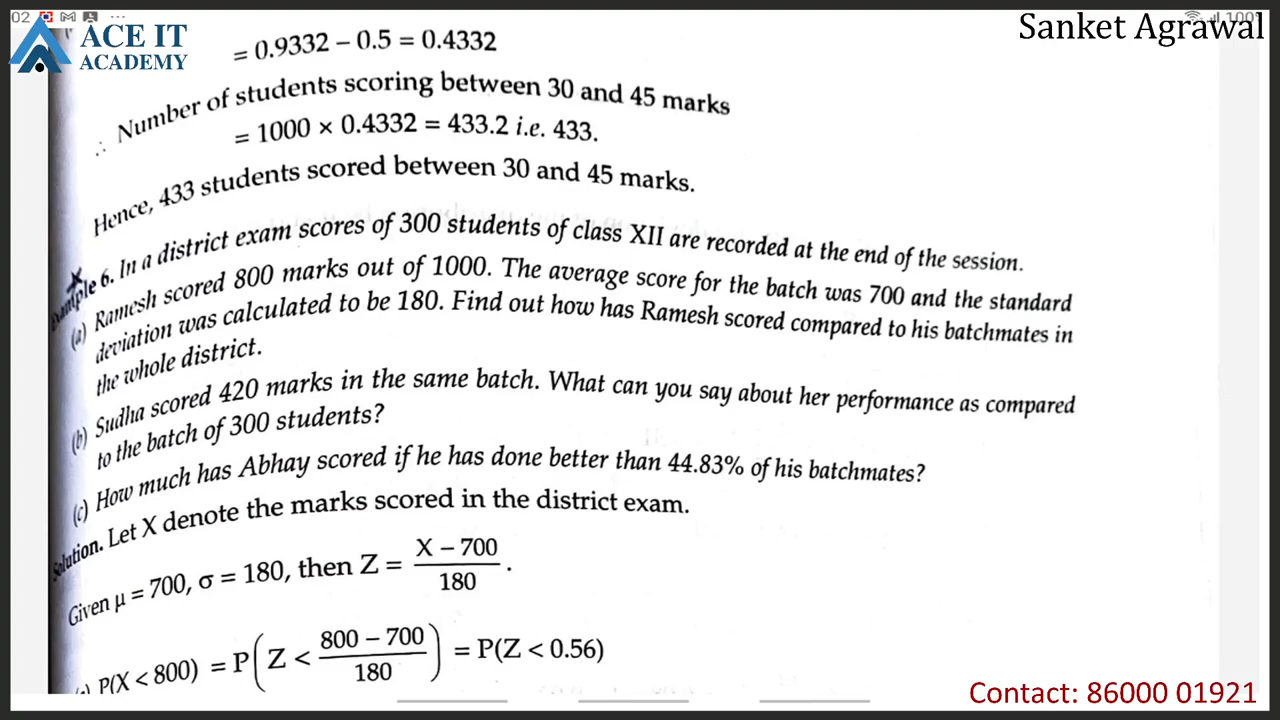 02
100%
ACE IT
ACADEMY
Sanket Agrawal
= 0.9332 – 0.5 = 0.4332
∴ Number of students scoring between 30 and 45 marks
= 1000 × 0.4332 = 433.2 i.e. 433.
Hence, 433 students scored between 30 and 45 marks.
Example 6. In a district exam scores of 300 students of class XII are recorded at the end of the session.
(a) Ramesh scored 800 marks out of 1000. The average score for the batch was 700 and the standard
deviation was calculated to be 180. Find out how has Ramesh scored compared to his batchmates in
the whole district.
(b) Sudha scored 420 marks in the same batch. What can you say about her performance as compared
to the batch of 300 students?
(c) How much has Abhay scored if he has done better than 44.83% of his batchmates?
Solution. Let X denote the marks scored in the district exam.
Given μ = 700, σ = 180, then Z = X – 700 / 180 .
P(X < 800) = P( Z < 800 – 700 / 180 ) = P(Z < 0.56)
Contact: 86000 01921